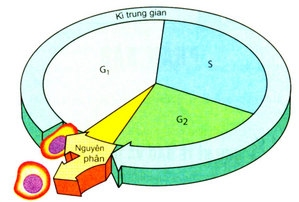 Kì trung gian
G₁
S
G₂
Nguyên
phân